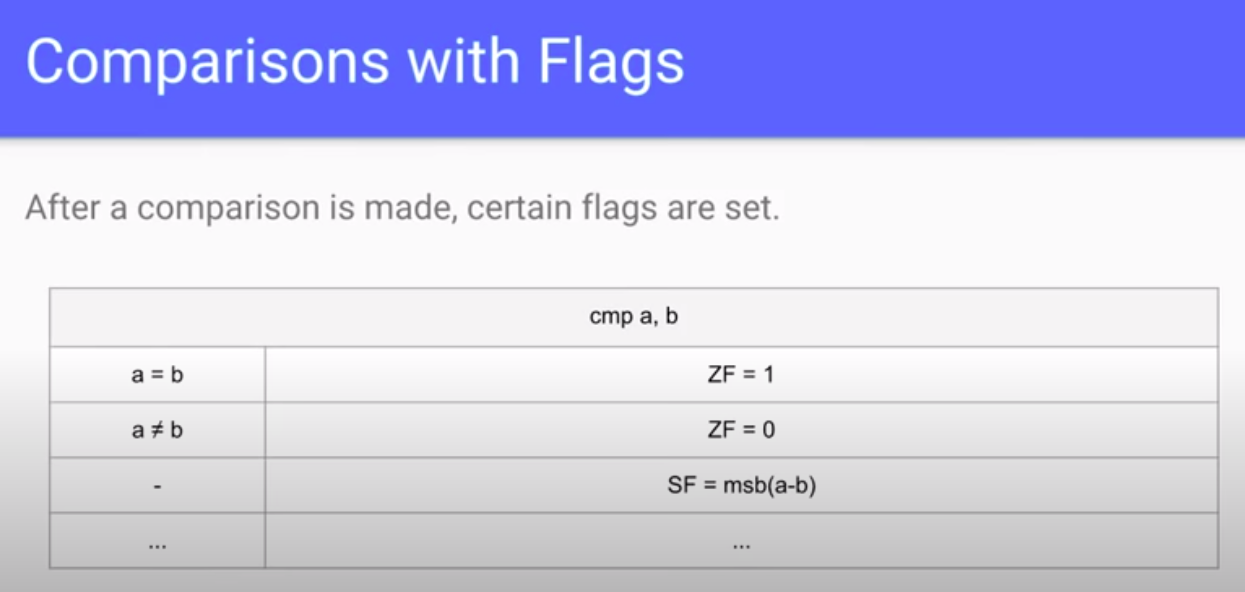 Comparisons with Flags
After a comparison is made, certain flags are set.
cmp a, b
a = b ZF = 1
a ≠ b ZF = 0
- SF = msb(a-b)
... ...